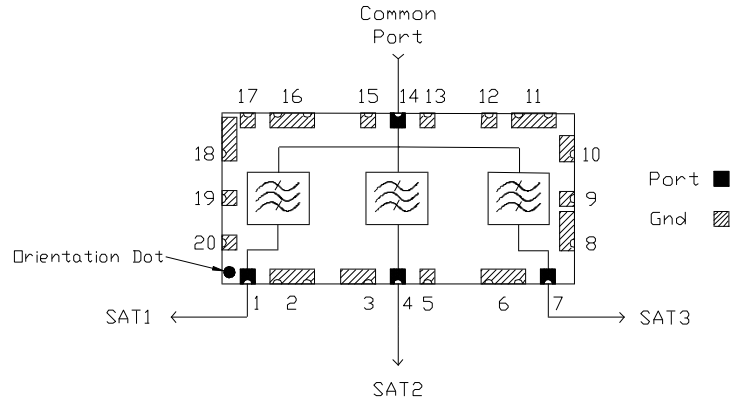 Common
Port
17 16 15 14 13 12 11
18 10
19 9
20 8
Port
Gnd
Orientation Dot
1 2 3 4 5 6 7
SAT1
SAT3
SAT2